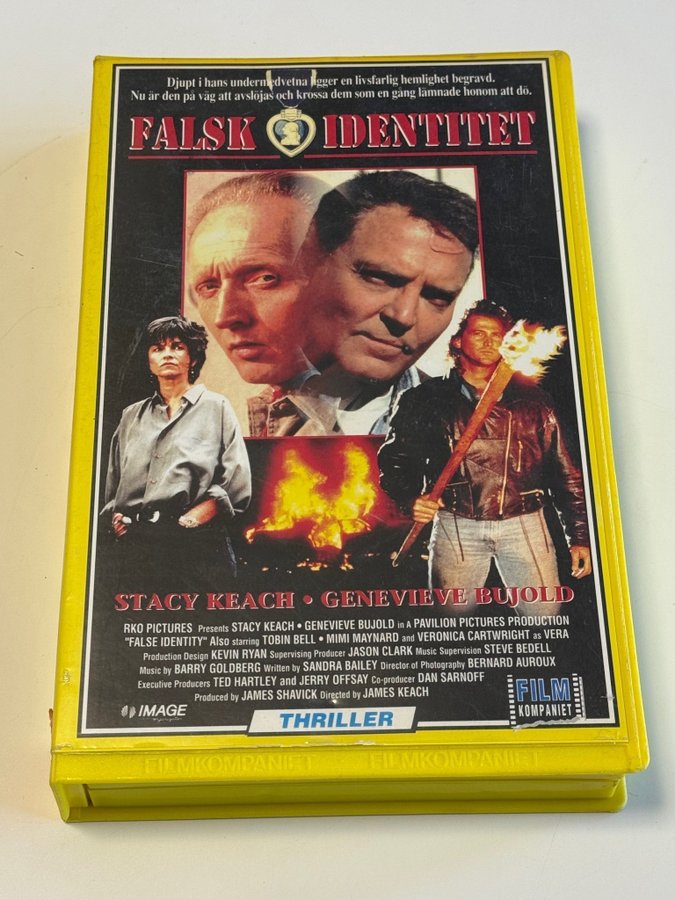 Djupt i hans undermedvetna ligger en livsfarlig hemlighet begravd.
Nu är den på väg att avslöjas och krossa dem som en gång lämnade honom att dö.
FALSK IDENTITET
STACY KEACH • GENEVIEVE BUJOLD
RKO PICTURES Presents STACY KEACH • GENEVIEVE BUJOLD in A PAVILION PICTURES PRODUCTION
"FALSE IDENTITY" Also starring TOBIN BELL • MIMI MAYNARD and VERONICA CARTWRIGHT as VERA
Production Design KEVIN RYAN Supervising Producer JASON CLARK Music Supervision STEVE BEDELL
Music by BARRY GOLDBERG Written by SANDRA BAILEY Director of Photography BERNARD AUROUX
Executive Producers TED HARTLEY and JERRY OFFSAY Co-producer DAN SARNOFF
Produced by JAMES SHAVICK Directed by JAMES KEACH
IMAGE
THRILLER
FILM
KOMPANIET
FILMKOMPANIET FILMKOMPANIET